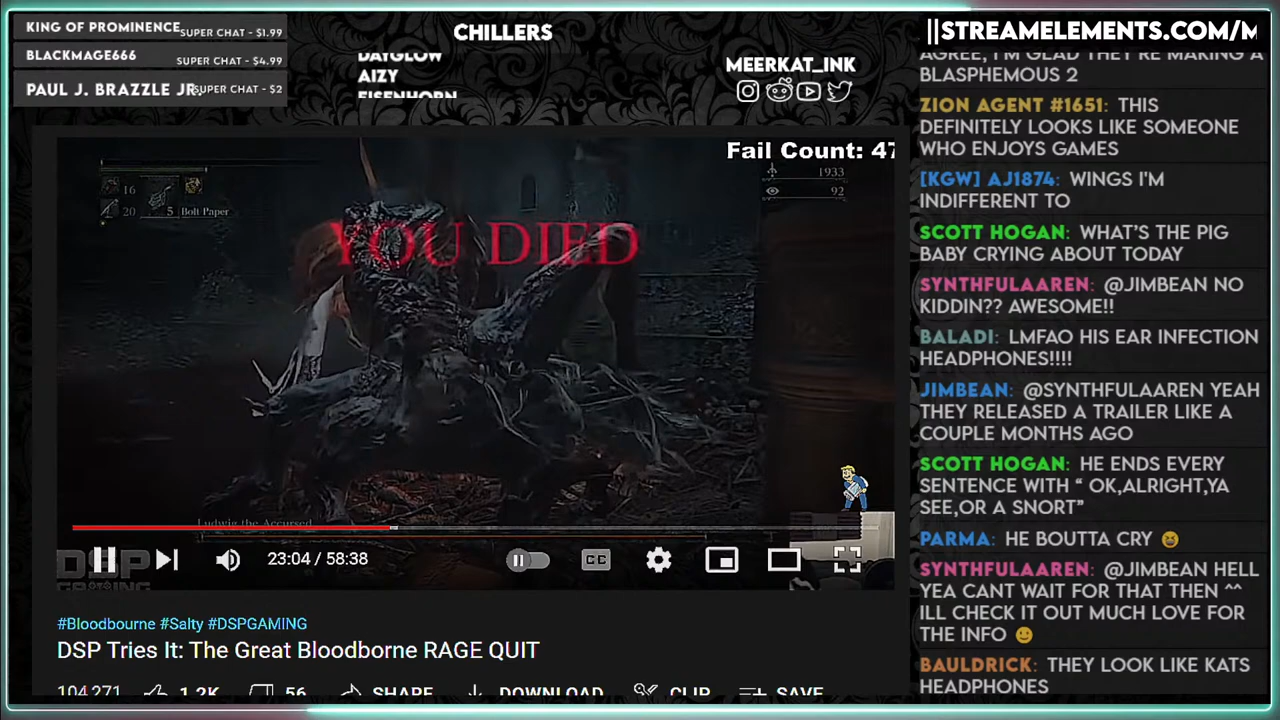 KING OF PROMINENCE SUPER CHAT - $1.99
BLACKMAGE666 SUPER CHAT - $4.99
PAUL J. BRAZZLE JR. SUPER CHAT - $2
CHILLERS
DAYGLOW
AIZY
EISENHORN
MEERKAT_INK
||STREAMELEMENTS.COM/M
Fail Count: 47
16
20
5
Bolt Paper
1933
92
YOU DIED
Ludwig the Accursed
23:04 / 58:38
CC
DSP
#Bloodbourne #Salty #DSPGAMING
DSP Tries It: The Great Bloodborne RAGE QUIT
104,271 1.2K 56 SHARE DOWNLOAD CLIP SAVE
AGREE, I'M GLAD THEY'RE MAKING A
BLASPHEMOUS 2
ZION AGENT #1651: THIS
DEFINITELY LOOKS LIKE SOMEONE
WHO ENJOYS GAMES
[KGW] AJ1874: WINGS I'M
INDIFFERENT TO
SCOTT HOGAN: WHAT'S THE PIG
BABY CRYING ABOUT TODAY
SYNTHFULAAREN: @JIMBEAN NO
KIDDIN?? AWESOME!!
BALADI: LMFAO HIS EAR INFECTION
HEADPHONES!!!!
JIMBEAN: @SYNTHFULAAREN YEAH
THEY RELEASED A TRAILER LIKE A
COUPLE MONTHS AGO
SCOTT HOGAN: HE ENDS EVERY
SENTENCE WITH “ OK,ALRIGHT,YA
SEE,OR A SNORT”
PARMA: HE BOUTTA CRY 😆
SYNTHFULAAREN: @JIMBEAN HELL
YEA CANT WAIT FOR THAT THEN ^^
ILL CHECK IT OUT MUCH LOVE FOR
THE INFO 🙂
BAULDRICK: THEY LOOK LIKE KATS
HEADPHONES